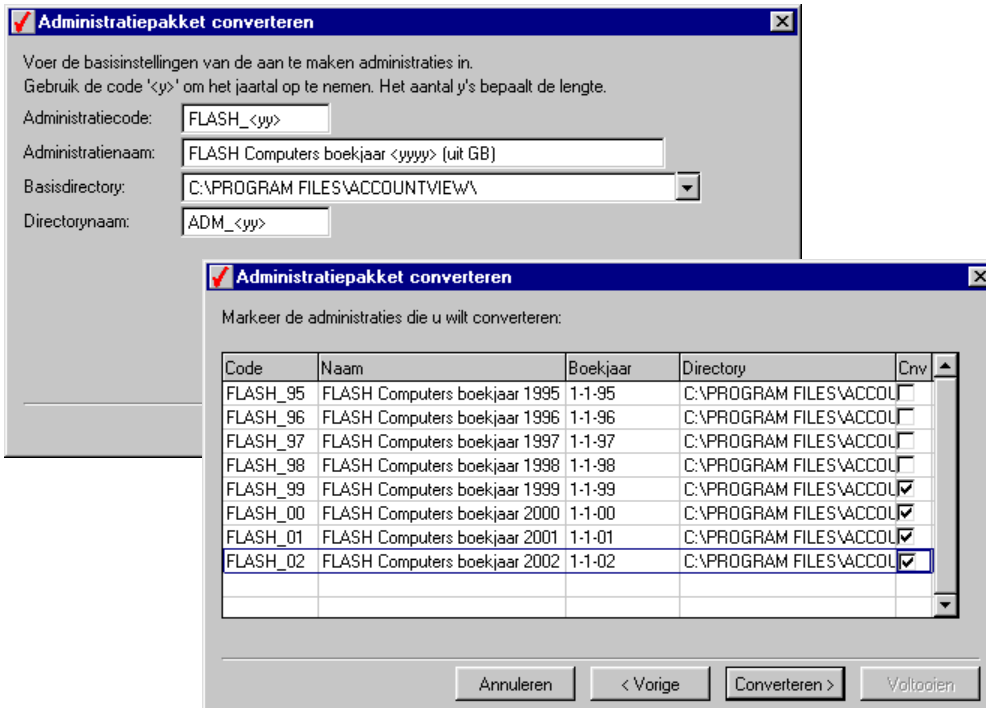 Administratiepakket converteren
Voer de basisinstellingen van de aan te maken administraties in.
Gebruik de code '<y>' om het jaartal op te nemen. Het aantal y's bepaalt de lengte.
Administratiecode: FLASH_<yy>
Administratienaam: FLASH Computers boekjaar <yyyy> (uit GB)
Basisdirectory: C:\PROGRAM FILES\ACCOUNTVIEW\
Directorynaam: ADM_<yy>
Administratiepakket converteren
Markeer de administraties die u wilt converteren:
Code Naam Boekjaar Directory Cnv
FLASH_95 FLASH Computers boekjaar 1995 1-1-95 C:\PROGRAM FILES\ACCOU
FLASH_96 FLASH Computers boekjaar 1996 1-1-96 C:\PROGRAM FILES\ACCOU
FLASH_97 FLASH Computers boekjaar 1997 1-1-97 C:\PROGRAM FILES\ACCOU
FLASH_98 FLASH Computers boekjaar 1998 1-1-98 C:\PROGRAM FILES\ACCOU
FLASH_99 FLASH Computers boekjaar 1999 1-1-99 C:\PROGRAM FILES\ACCOU
FLASH_00 FLASH Computers boekjaar 2000 1-1-00 C:\PROGRAM FILES\ACCOU
FLASH_01 FLASH Computers boekjaar 2001 1-1-01 C:\PROGRAM FILES\ACCOU
FLASH_02 FLASH Computers boekjaar 2002 1-1-02 C:\PROGRAM FILES\ACCOU
Annuleren < Vorige Converteren > Voltooien